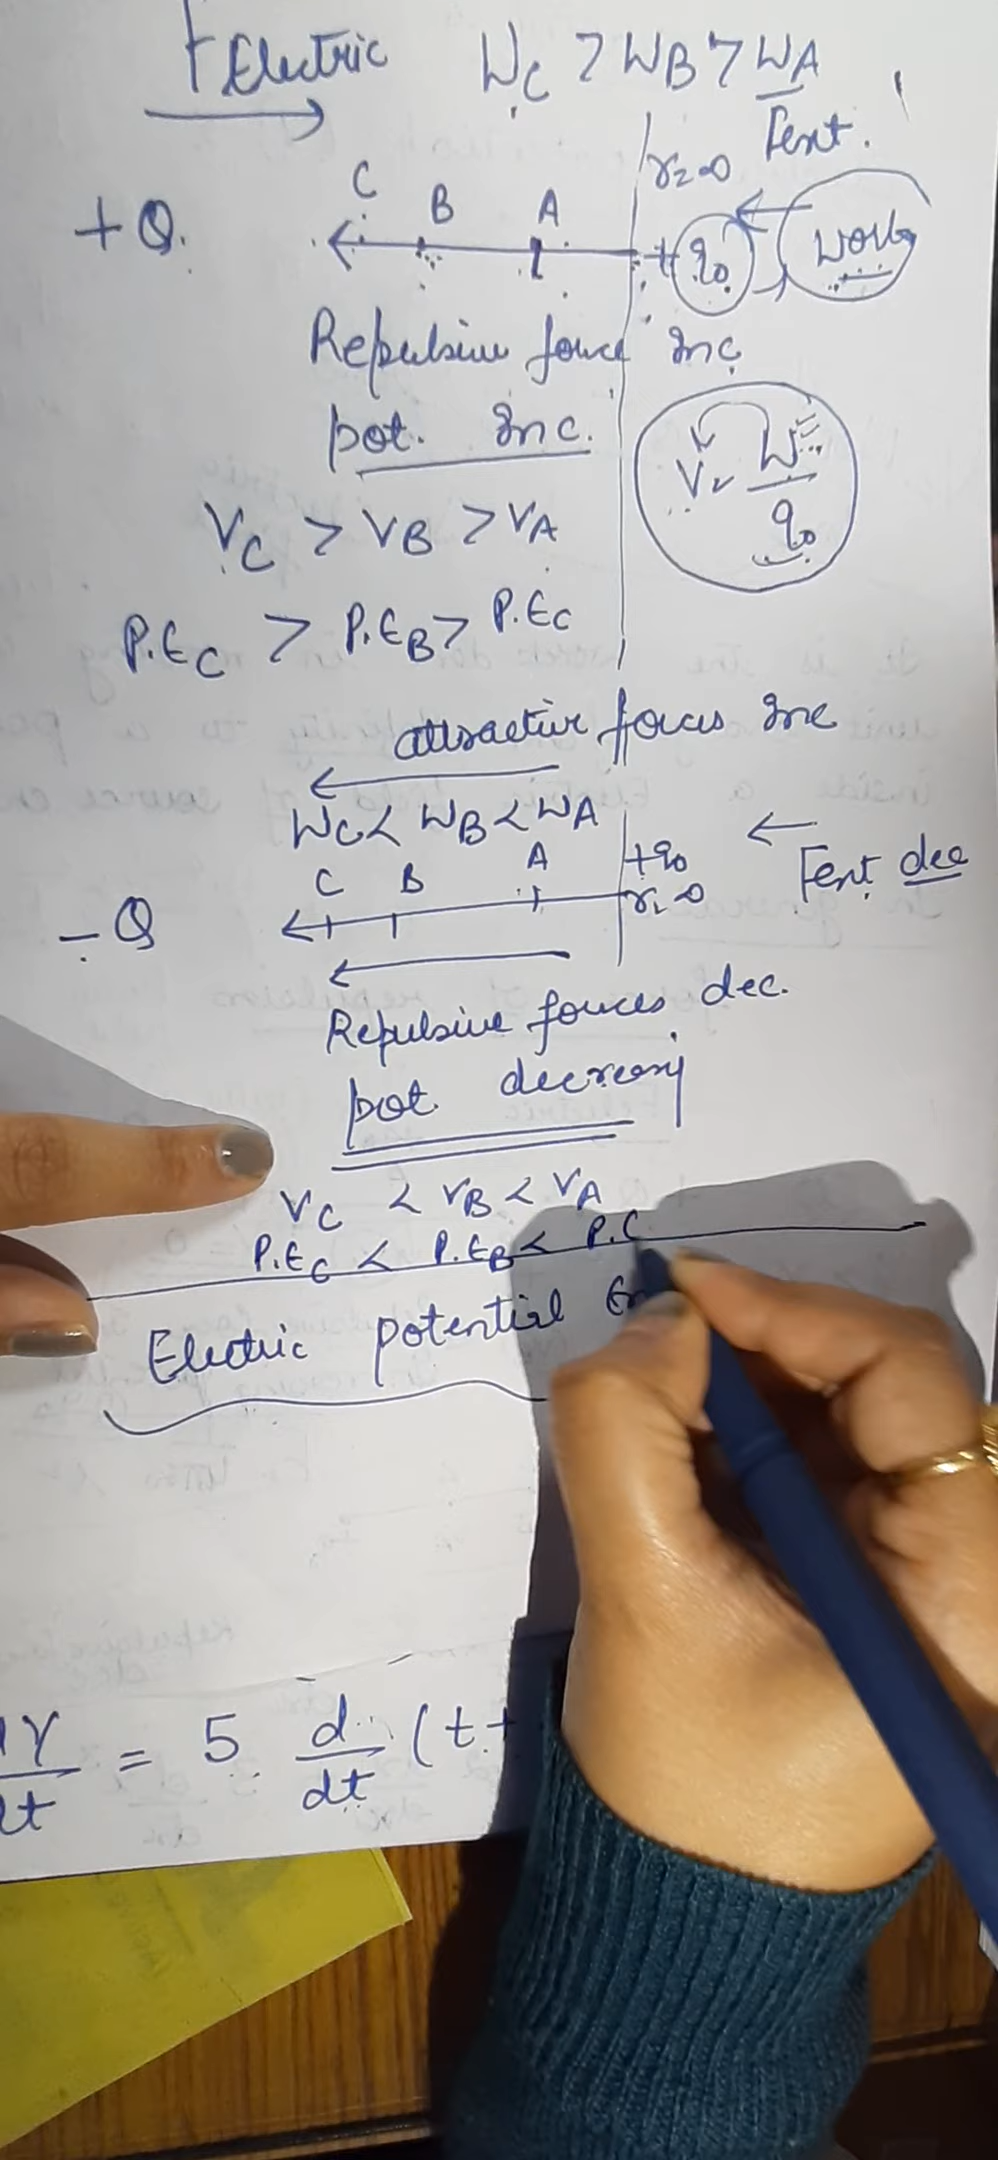 F Electric WC > WB > WA
Fext.
r=∞
C B A
+Q. +q₀ work
Repulsive force Inc
pot. Inc.
V = W/q₀
VC > VB > VA
P.EC > P.EB > P.EC
attractive forces Inc
WC < WB < WA
C B A +q₀
Fext dec
- Q r=∞
Repulsive forces dec.
pot. decreasing
VC < VB < VA
P.EC < P.EB < P.E
Electric potential
= 5 d/dt (t+